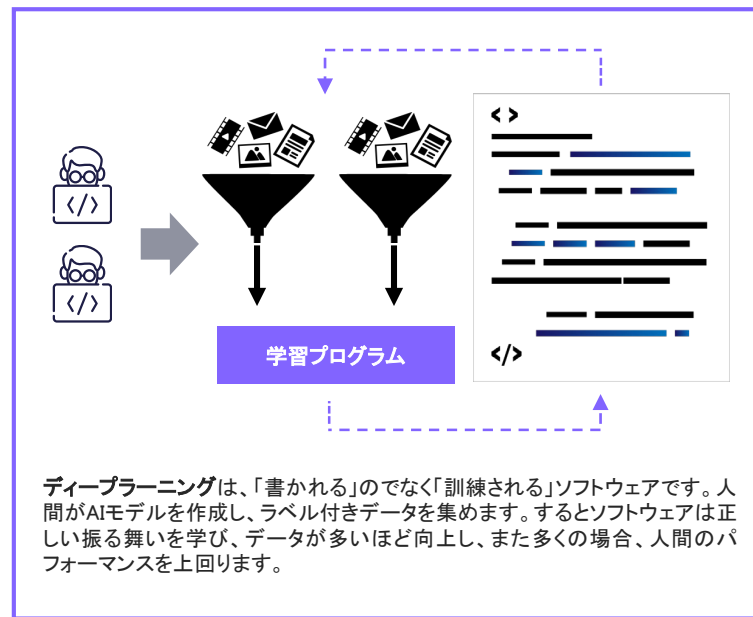 </>
</>
< >
</>
学習プログラム
ディープラーニングは、「書かれる」のでなく「訓練される」ソフトウェアです。人
間がAIモデルを作成し、ラベル付きデータを集めます。するとソフトウェアは正
しい振る舞いを学び、データが多いほど向上し、また多くの場合、人間のパ
フォーマンスを上回ります。